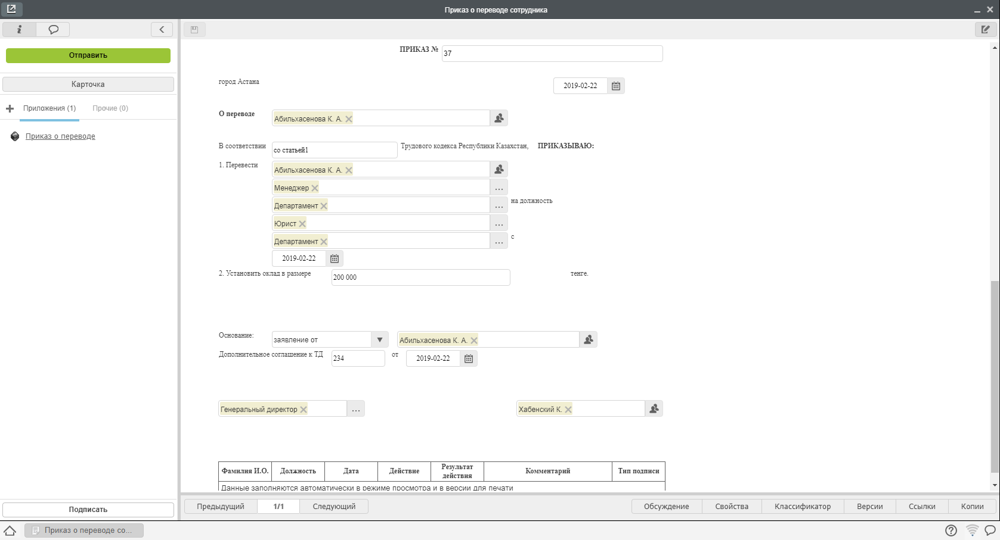 Приказ о переводе сотрудника
Отправить
Карточка
Приложения (1) Прочие (0)
Приказ о переводе
Подписать
ПРИКАЗ № 37
город Астана 2019-02-22
О переводе Абильхасенова К. А.
В соответствии со статьей1 Трудового кодекса Республики Казахстан, ПРИКАЗЫВАЮ:
1. Перевести Абильхасенова К. А.
Менеджер ...
Департамент ... на должность
Юрист ...
Департамент ... с
2019-02-22
2. Установить оклад в размере 200 000 тенге.
Основание: заявление от Абильхасенова К. А.
Дополнительное соглашение к ТД 234 от 2019-02-22
Генеральный директор ... Хабенский К.
Фамилия И.О. Должность Дата Действие Результат действия Комментарий Тип подписи
Данные заполняются автоматически в режиме просмотра и в версии для печати
Предыдущий 1/1 Следующий Обсуждение Свойства Классификатор Версии Ссылки Копии
Приказ о переводе со...